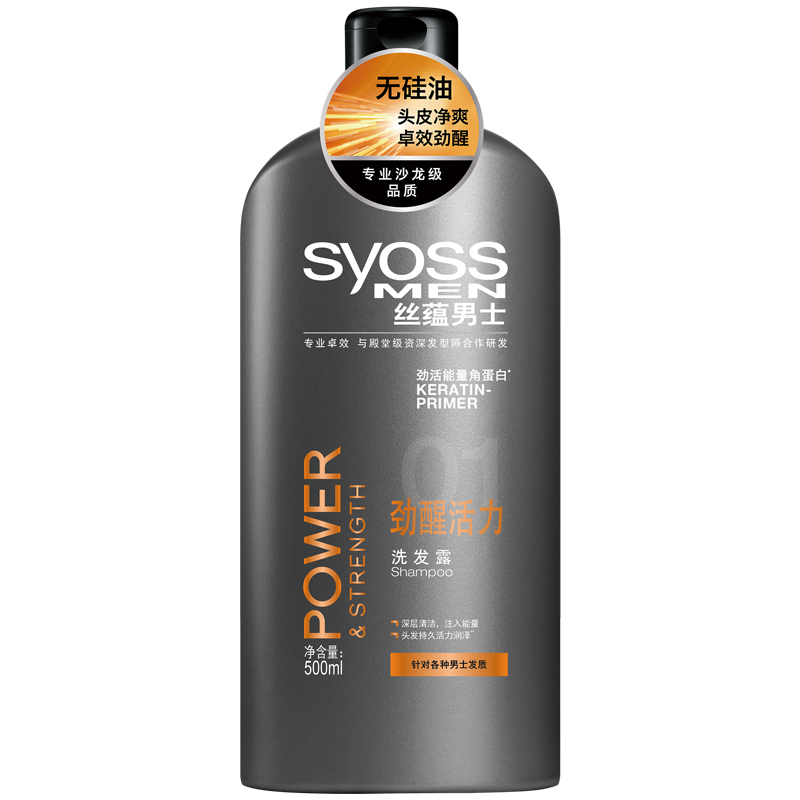 无硅油
头皮净爽
卓效劲醒
专业沙龙级
品质
syoss
MEN
丝蕴男士
专业卓效 与殿堂级资深发型师合作研发
劲活能量角蛋白*
KERATIN-
PRIMER
01
POWER
& STRENGTH
劲醒活力
洗发露
Shampoo
深层清洁，注入能量
头发持久活力润泽**
净含量：
500ml
针对各种男士发质